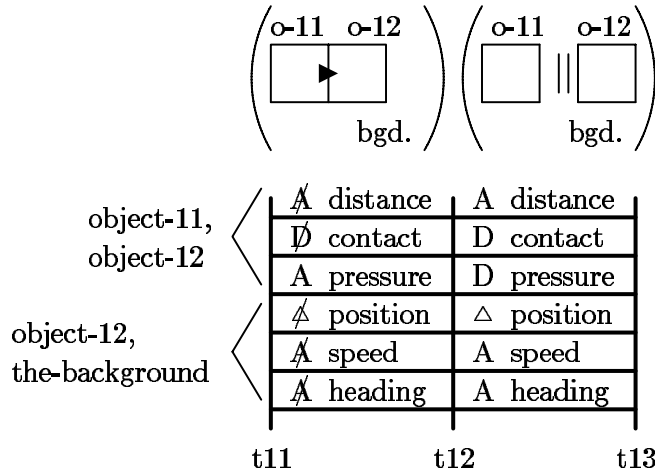 o-11 o-12 o-11 o-12
bgd. bgd.
object-11,
object-12
A̸ distance A distance
D̸ contact D contact
A pressure D pressure
object-12,
the-background
△̸ position △ position
A̸ speed A speed
A̸ heading A heading
t11 t12 t13